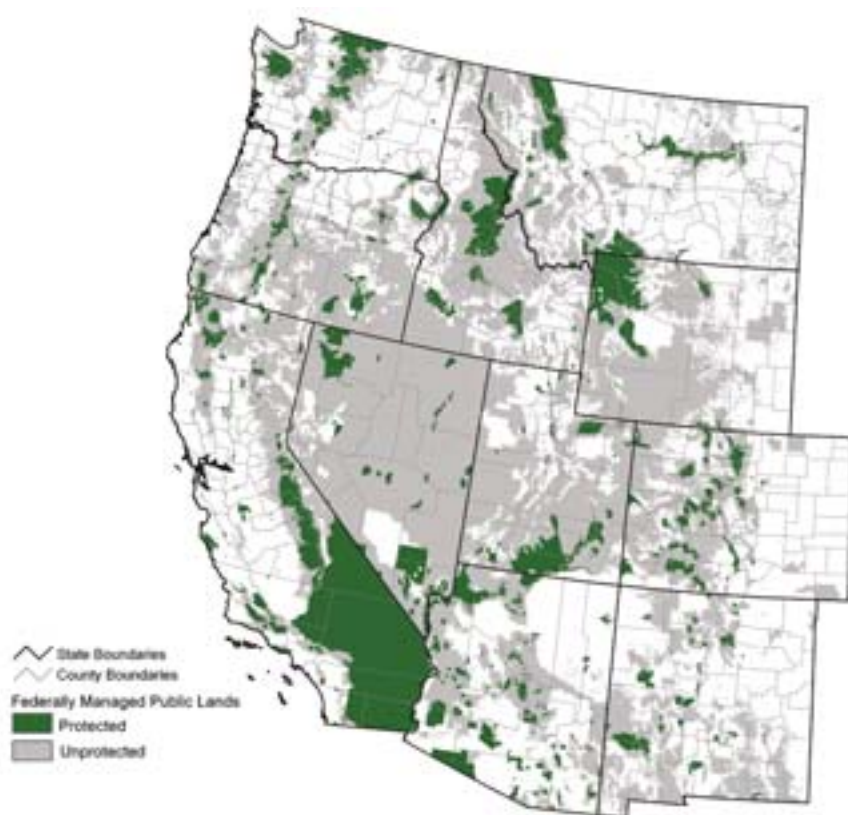 State Boundaries
County Boundaries
Federally Managed Public Lands
Protected
Unprotected